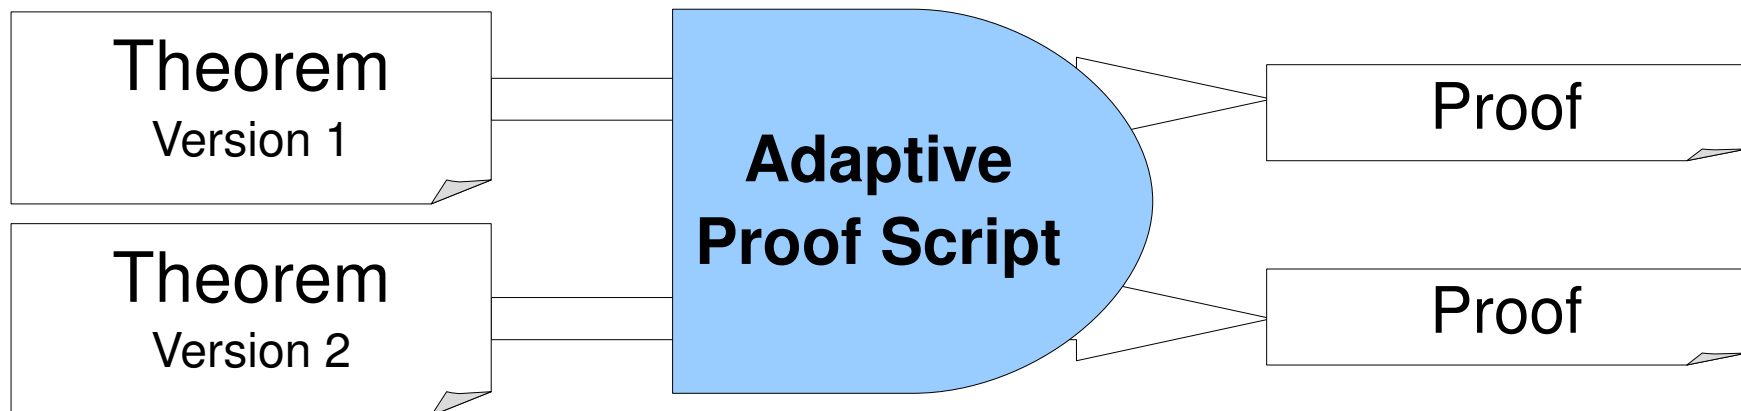 Theorem
Version 1
Adaptive
Proof Script
Proof
Theorem
Version 2
Proof